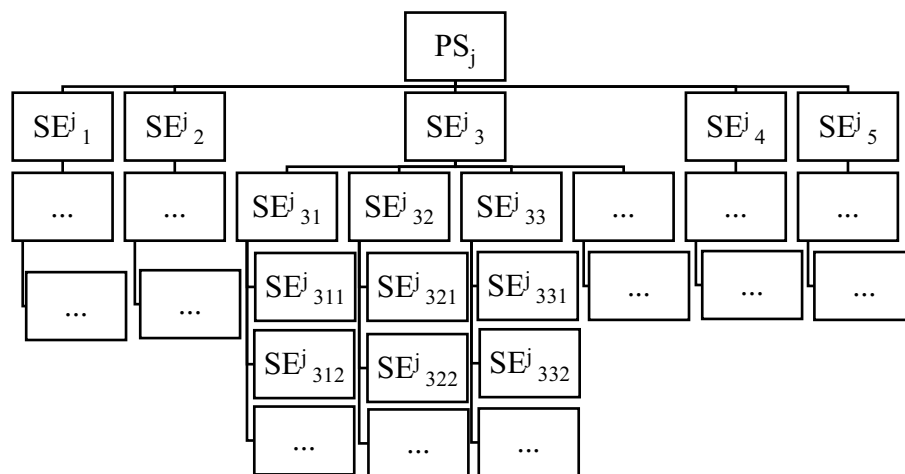 PSj
SEj1 SEj2 SEj3 SEj4 SEj5
... ... SEj31 SEj32 SEj33 ... ... ...
... ... SEj311 SEj321 SEj331 ... ... ...
SEj312 SEj322 SEj332
... ... ...